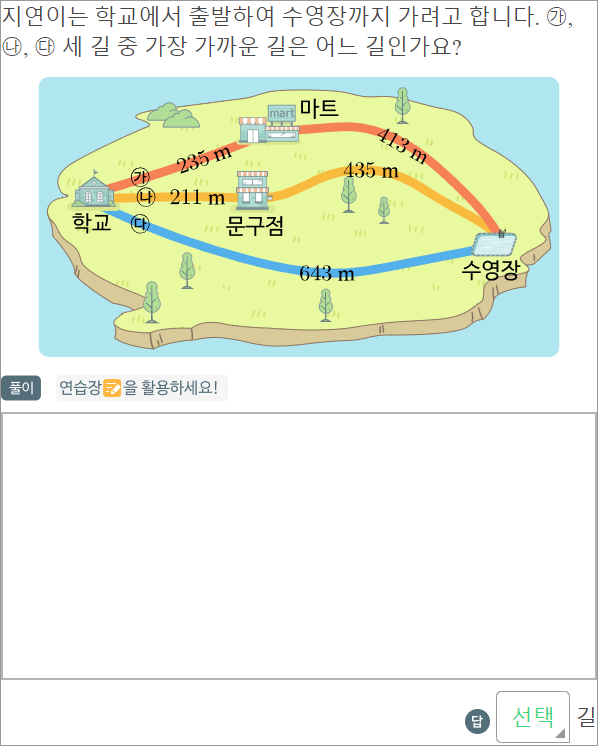 지연이는 학교에서 출발하여 수영장까지 가려고 합니다. ㉮,
㉯, ㉰ 세 길 중 가장 가까운 길은 어느 길인가요?
마트
mart
413 m
235 m
435 m
㉮
㉯ 211 m
학교
㉰
문구점
수영장
643 m
풀이
연습장을 활용하세요!
답 선택 길